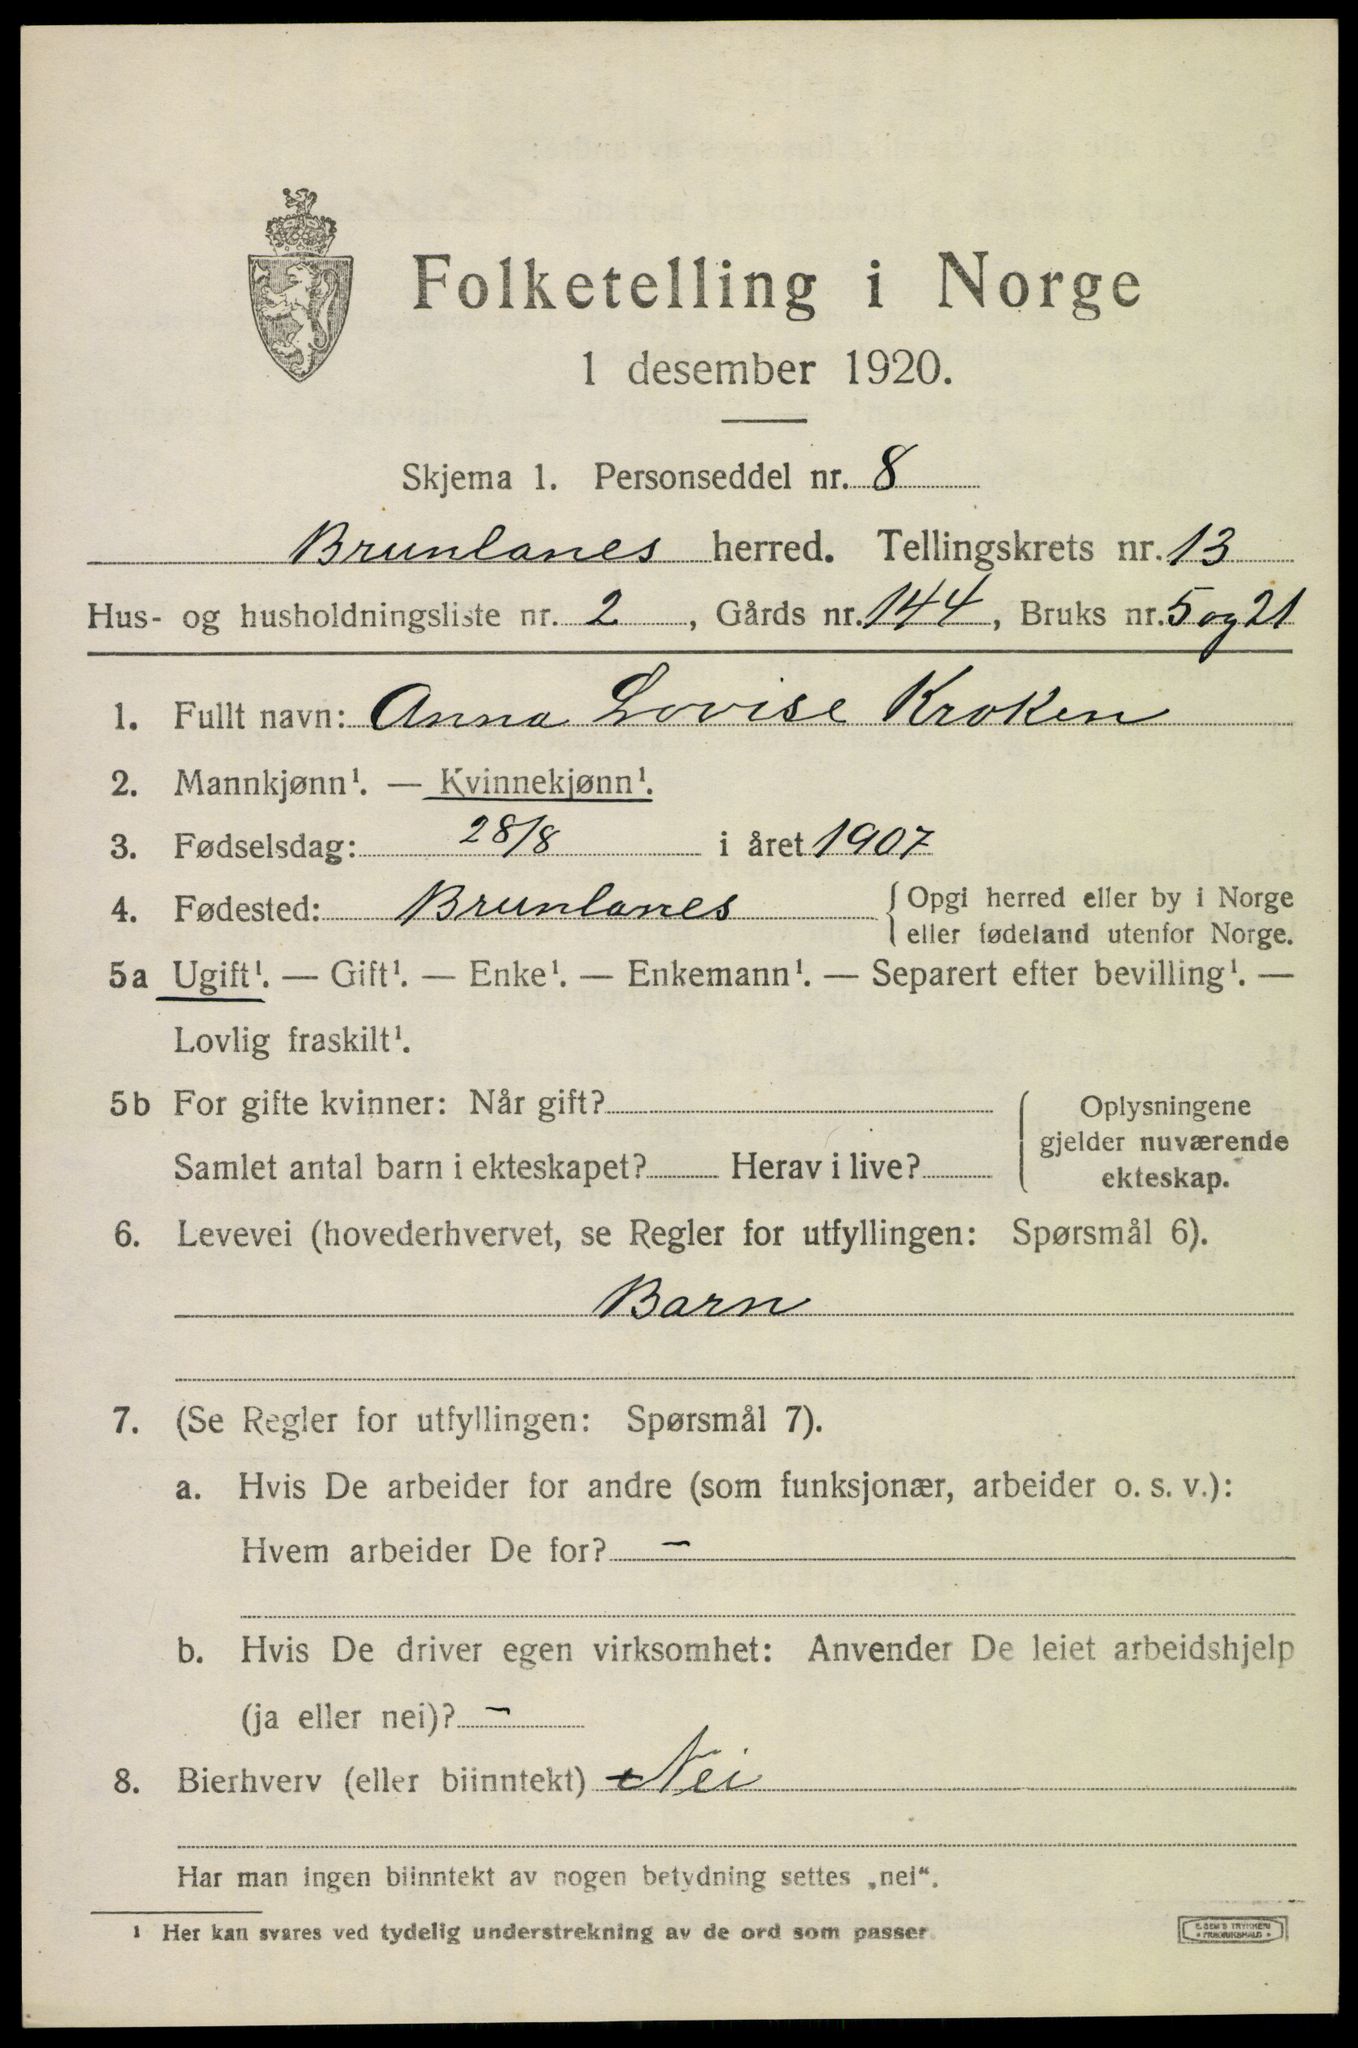 Folketelling i Norge
1 desember 1920.
Skjema 1. Personseddel nr. 8
Brunlanes herred. Tellingskrets nr. 13
Hus- og husholdningsliste nr. 2, Gårds nr. 144, Bruks nr. 5 og 21
1. Fullt navn: Anna Lovise Kroken
2. Mannkjønn¹. — Kvinnekjønn¹.
3. Fødselsdag: 28/8 i året 1907
4. Fødested: Brunlanes { Opgi herred eller by i Norge
eller fødeland utenfor Norge.
5a Ugift¹. — Gift¹. — Enke¹. — Enkemann¹. — Separert efter bevilling¹. —
Lovlig fraskilt¹.
5b For gifte kvinner: Når gift? { Oplysningene
gjelder nuværende
Samlet antal barn i ekteskapet? Herav i live? ekteskap.
6. Levevei (hovederhvervet, se Regler for utfyllingen: Spørsmål 6).
Barn
7. (Se Regler for utfyllingen: Spørsmål 7).
a. Hvis De arbeider for andre (som funksjonær, arbeider o. s. v.):
Hvem arbeider De for? —
b. Hvis De driver egen virksomhet: Anvender De leiet arbeidshjelp
(ja eller nei)? —
8. Bierhverv (eller biinntekt) Nei
Har man ingen biinntekt av nogen betydning settes „nei“.
¹ Her kan svares ved tydelig understrekning av de ord som passer.
E. SEM'S TRYKKERI
• FREDRIKSHALD •